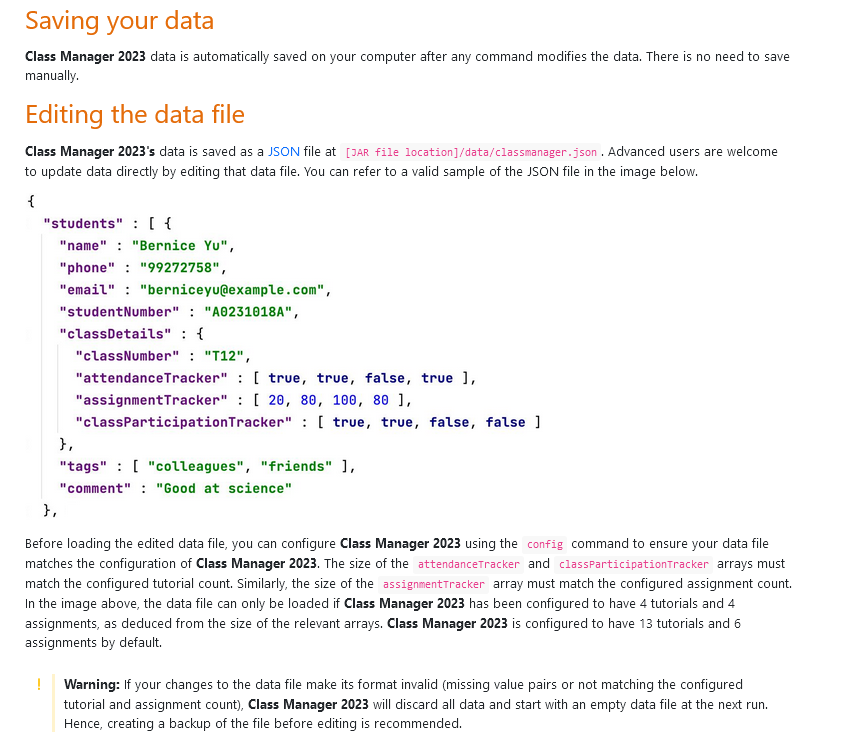 Saving your data
Class Manager 2023 data is automatically saved on your computer after any command modifies the data. There is no need to save
manually.
Editing the data file
Class Manager 2023's data is saved as a JSON file at [JAR file location]/data/classmanager.json . Advanced users are welcome
to update data directly by editing that data file. You can refer to a valid sample of the JSON file in the image below.
{
"students" : [ {
"name" : "Bernice Yu",
"phone" : "99272758",
"email" : "berniceyu@example.com",
"studentNumber" : "A0231018A",
"classDetails" : {
"classNumber" : "T12",
"attendanceTracker" : [ true, true, false, true ],
"assignmentTracker" : [ 20, 80, 100, 80 ],
"classParticipationTracker" : [ true, true, false, false ]
},
"tags" : [ "colleagues", "friends" ],
"comment" : "Good at science"
},
Before loading the edited data file, you can configure Class Manager 2023 using the config command to ensure your data file
matches the configuration of Class Manager 2023. The size of the attendanceTracker and classParticipationTracker arrays must
match the configured tutorial count. Similarly, the size of the assignmentTracker array must match the configured assignment count.
In the image above, the data file can only be loaded if Class Manager 2023 has been configured to have 4 tutorials and 4
assignments, as deduced from the size of the relevant arrays. Class Manager 2023 is configured to have 13 tutorials and 6
assignments by default.
! Warning: If your changes to the data file make its format invalid (missing value pairs or not matching the configured
tutorial and assignment count), Class Manager 2023 will discard all data and start with an empty data file at the next run.
Hence, creating a backup of the file before editing is recommended.